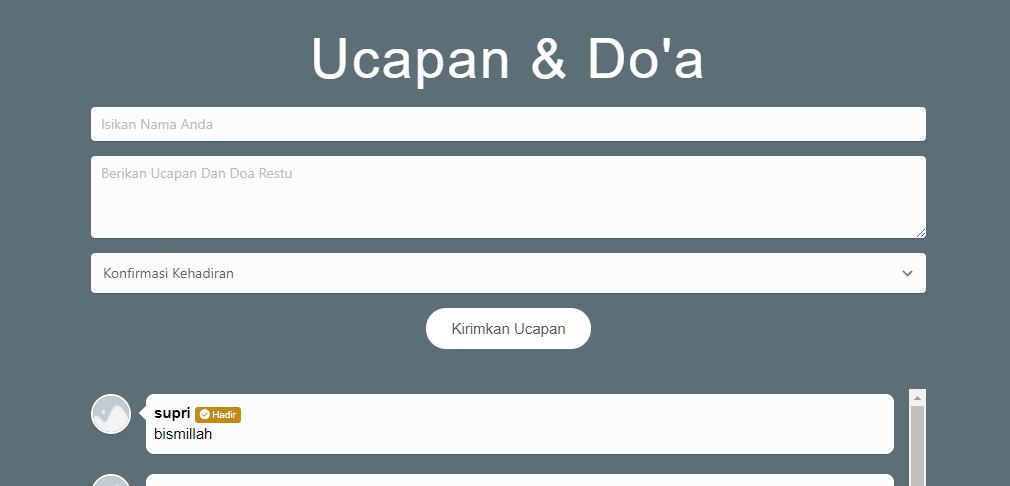 Ucapan & Do'a
Isikan Nama Anda
Berikan Ucapan Dan Doa Restu
Konfirmasi Kehadiran
Kirimkan Ucapan
supri Hadir
bismillah